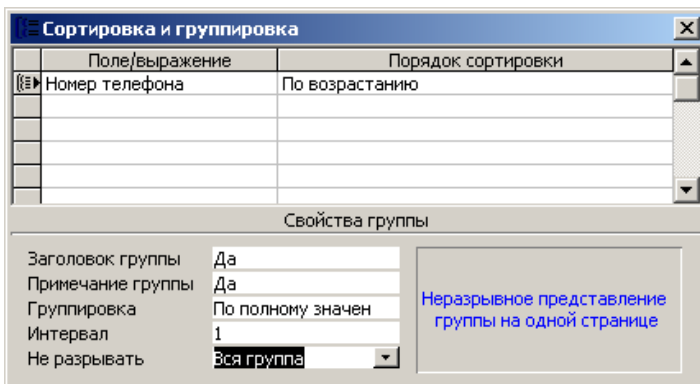 Сортировка и группировка
Поле/выражение Порядок сортировки
Номер телефона По возрастанию
Свойства группы
Заголовок группы Да
Примечание группы Да
Группировка По полному значен
Интервал 1
Не разрывать Вся группа
Неразрывное представление
группы на одной странице